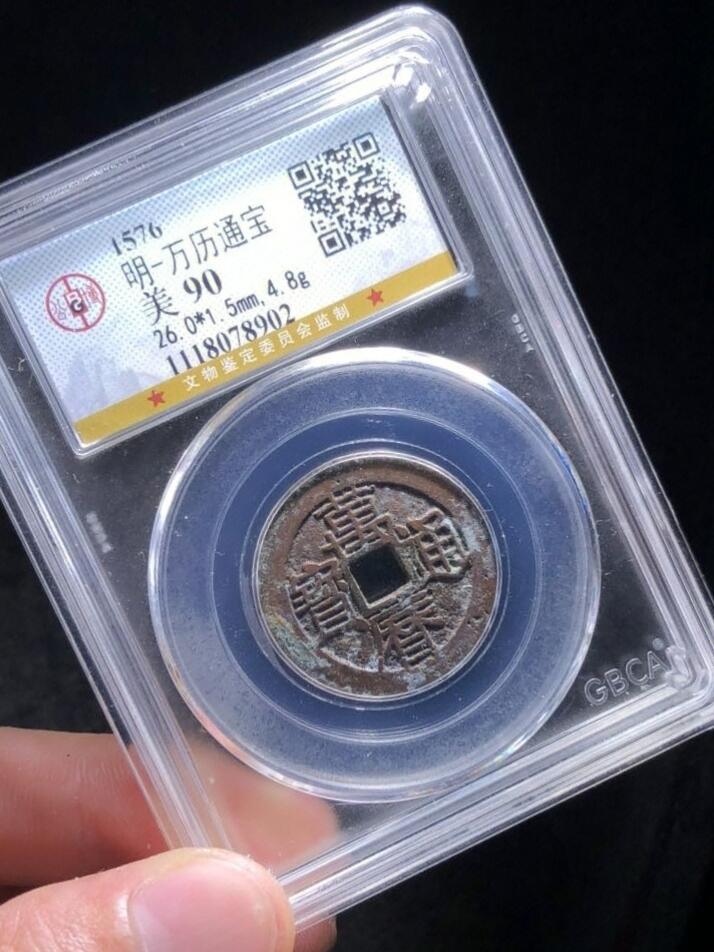 1576
明-万历通宝
美 90
26.0*1.5mm,4.8g
1118078902
文物鉴定委员会监制
萬曆通寶
GBCA